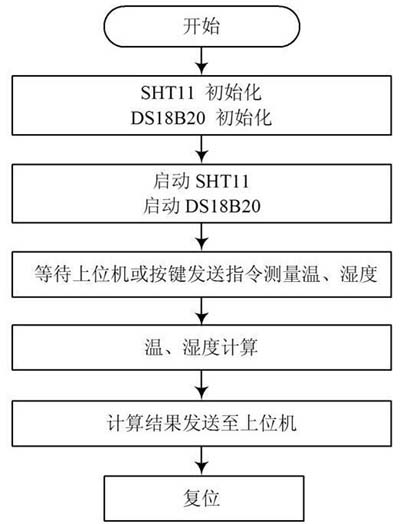 开始
SHT11 初始化
DS18B20 初始化
启动 SHT11
启动 DS18B20
等待上位机或按键发送指令测量温、湿度
温、湿度计算
计算结果发送至上位机
复位